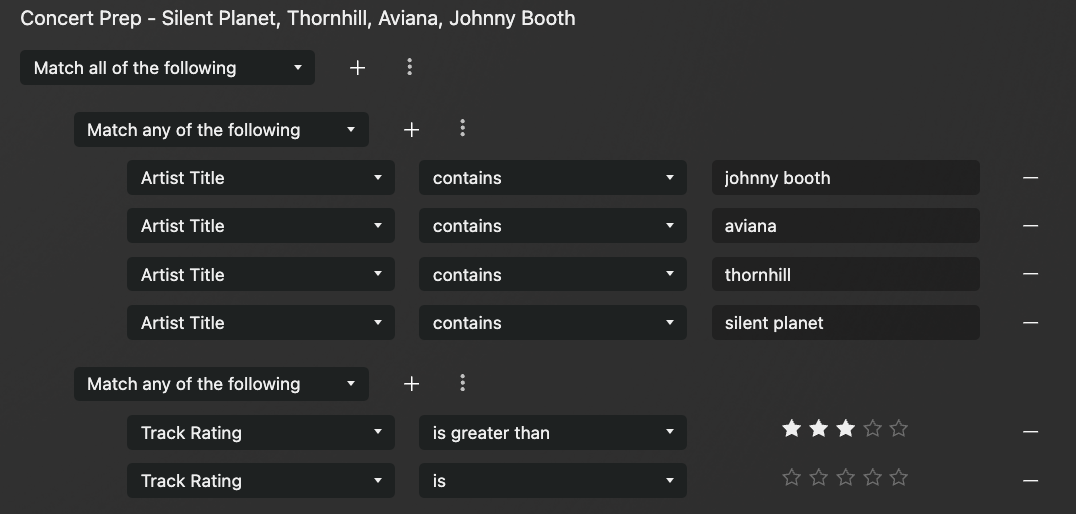 Concert Prep - Silent Planet, Thornhill, Aviana, Johnny Booth
Match all of the following
Match any of the following
Artist Title contains johnny booth
Artist Title contains aviana
Artist Title contains thornhill
Artist Title contains silent planet
Match any of the following
Track Rating is greater than
Track Rating is